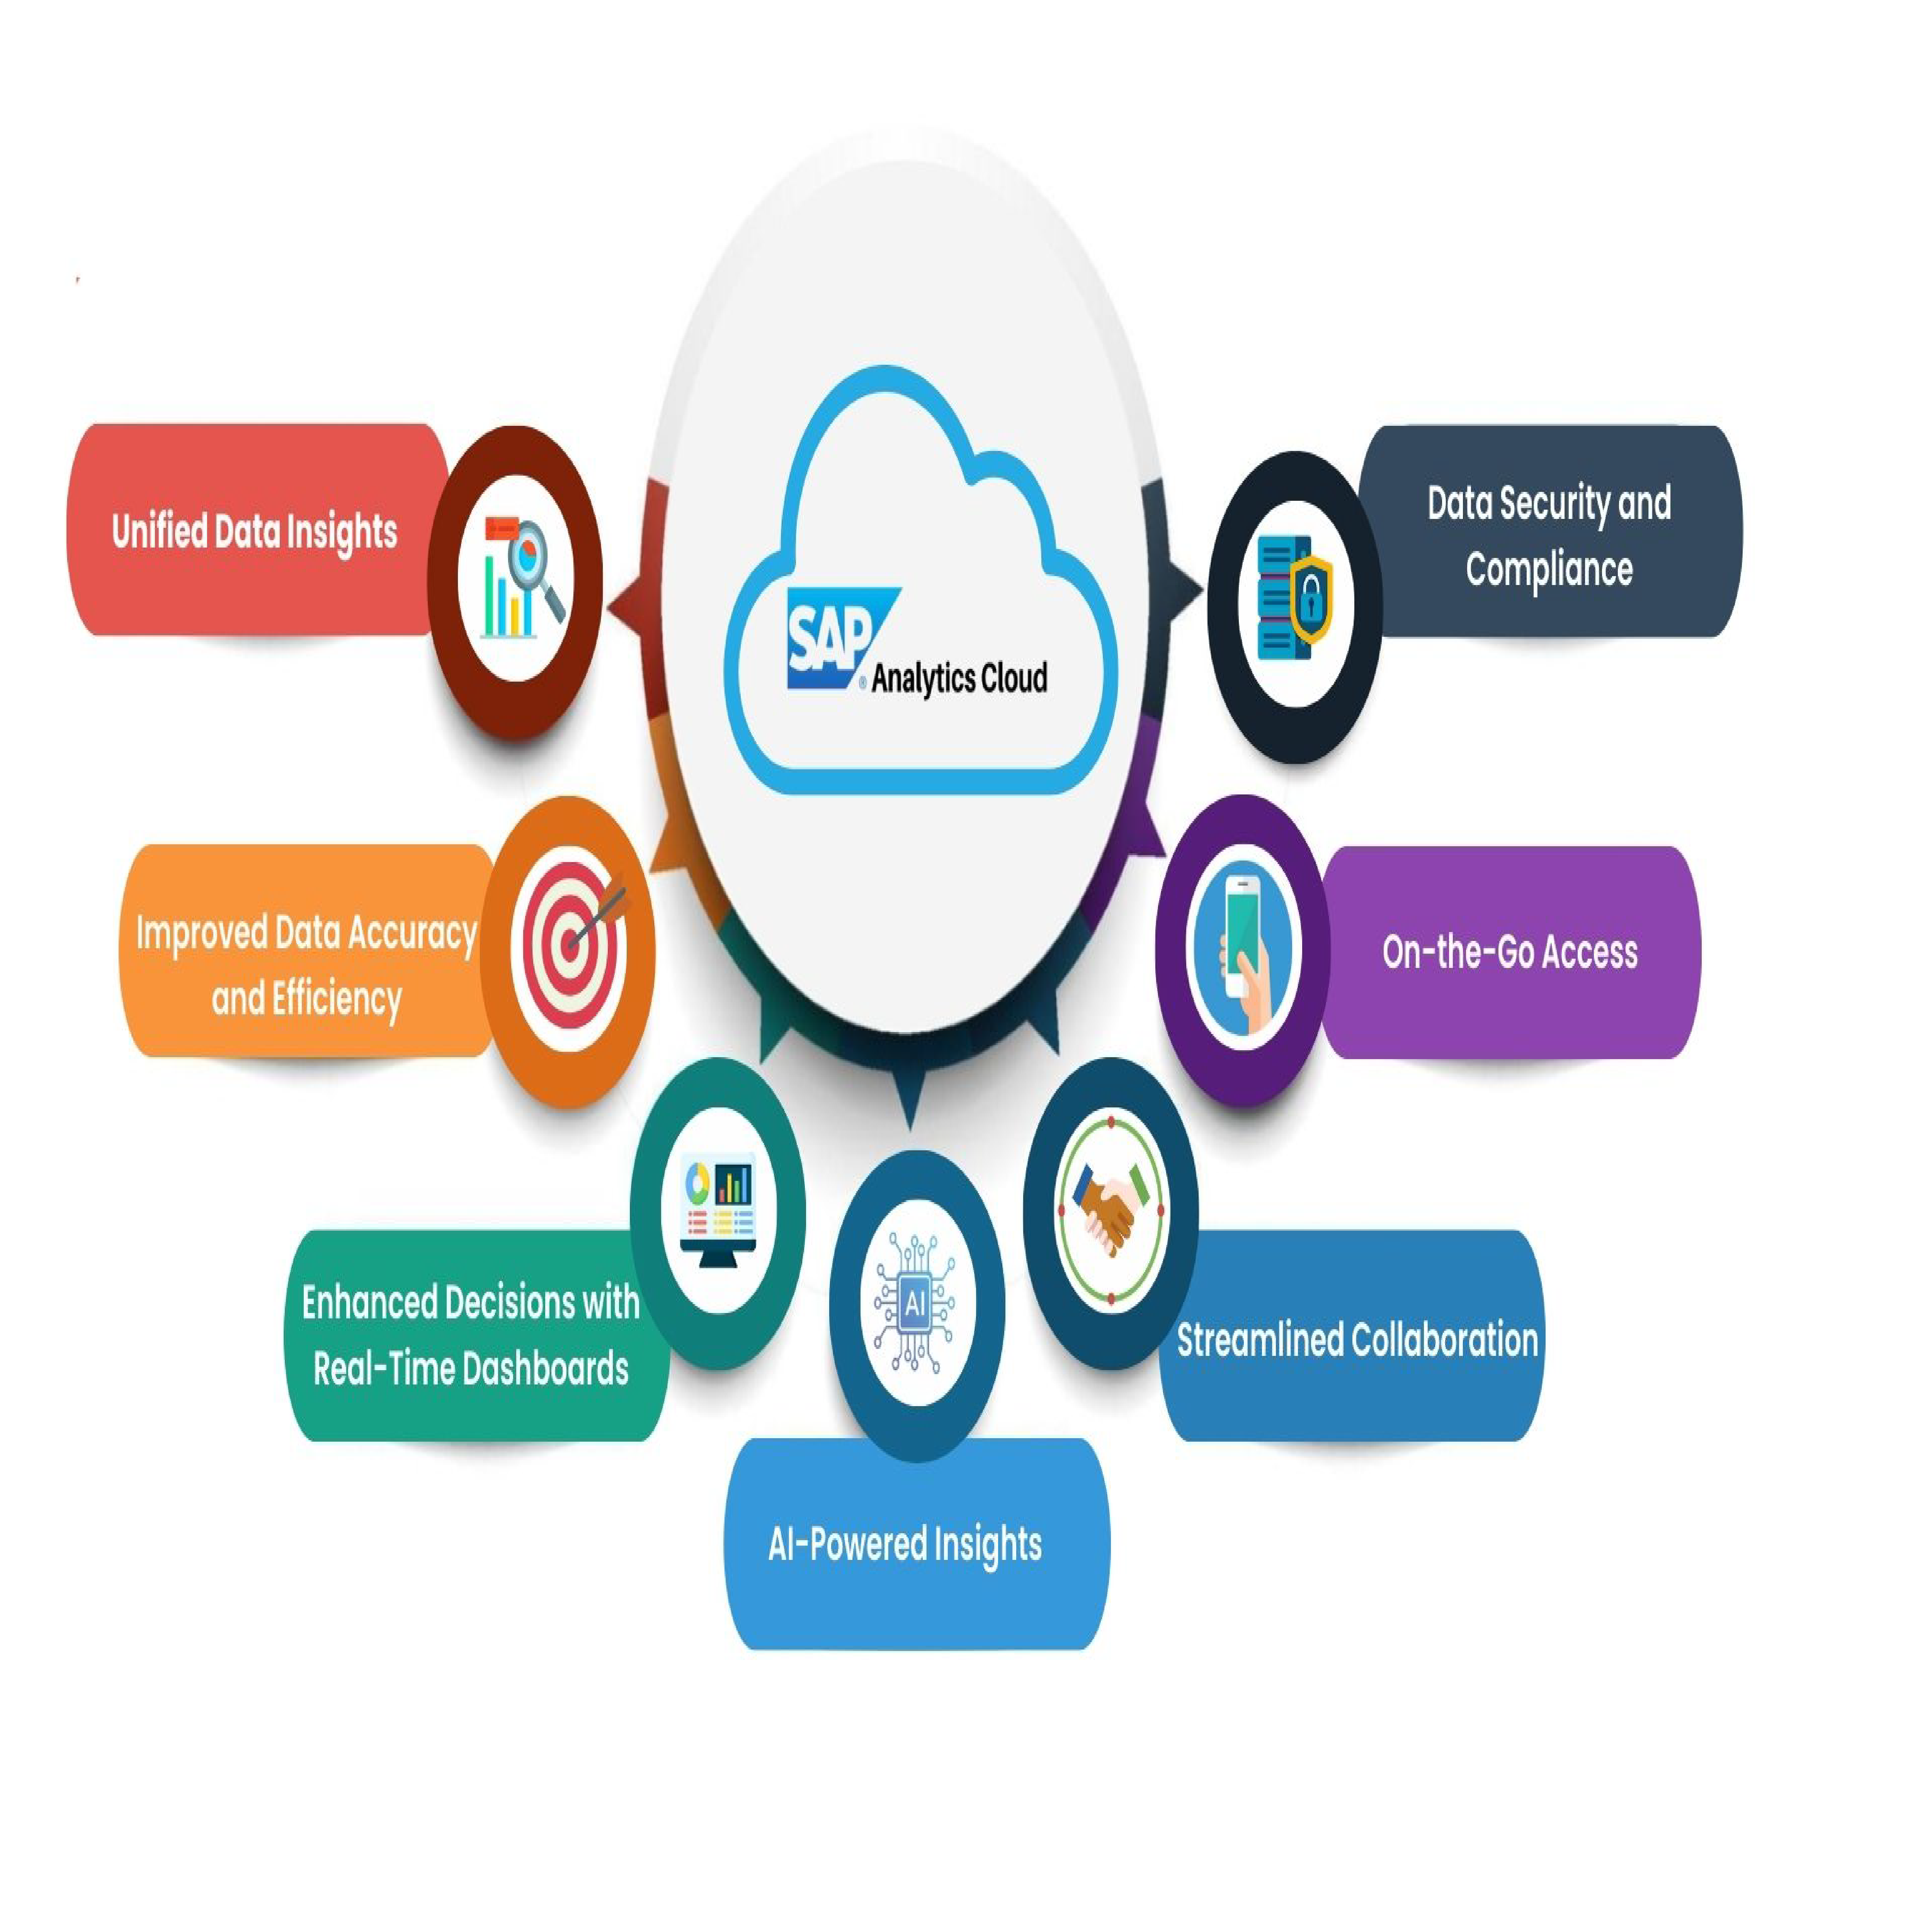 SAP
® Analytics Cloud
Unified Data Insights
Improved Data Accuracy
and Efficiency
Enhanced Decisions with
Real-Time Dashboards
AI
AI-Powered Insights
Streamlined Collaboration
On-the-Go Access
Data Security and
Compliance